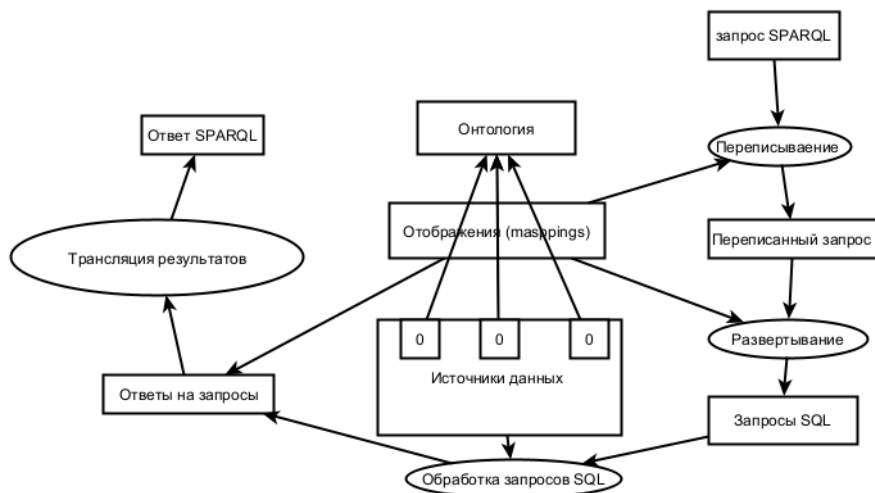 запрос SPARQL
Онтология
Ответ SPARQL
Переписываение
Отображения (masppings)
Переписанный запрос
Трансляция результатов
0
0
0
Развертывание
Источники данных
Ответы на запросы
Запросы SQL
Обработка запросов SQL